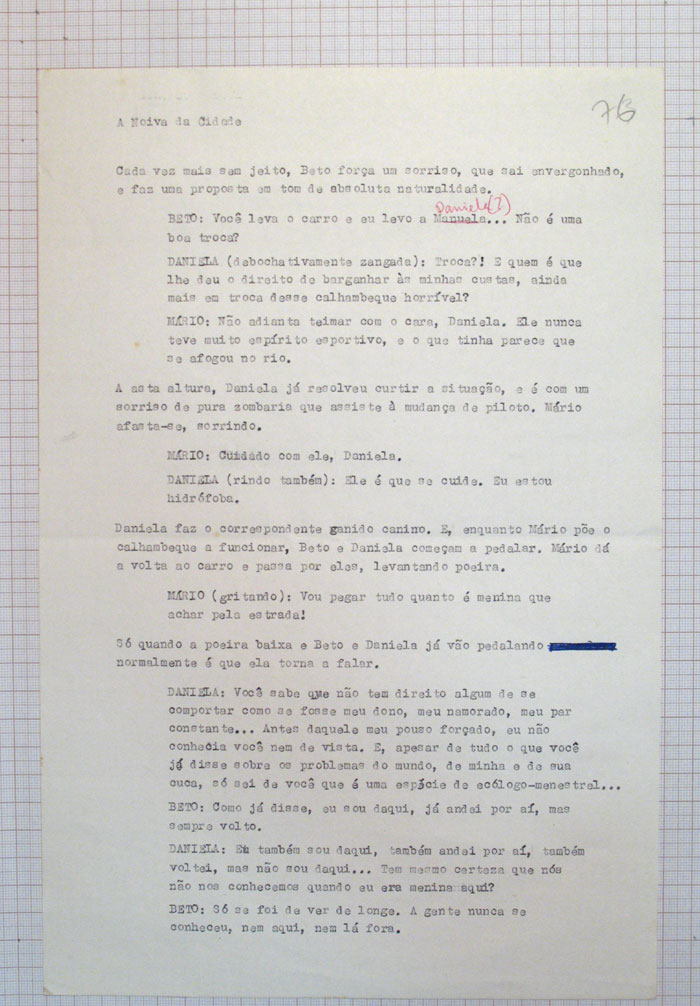 A Noiva da Cidade
76
Cada vez mais sem jeito, Beto força um sorriso, que sai envergonhado,
e faz uma proposta em tom de absoluta naturalidade.
Daniela(?)
BETO: Você leva o carro e eu levo a Manuela... Não é uma
boa troca?
DANIELA (debochativamente zangada): Troca?! E quem é que
lhe deu o direito de barganhar às minhas custas, ainda
mais em troca desse calhambeque horrível?
MÁRIO: Não adianta teimar com o cara, Daniela. Ele nunca
teve muito espírito esportivo, e o que tinha parece que
se afogou no rio.
A asta altura, Daniela já resolveu curtir a situação, e é com um
sorriso de pura zombaria que assiste à mudança de piloto. Mário
afasta-se, sorrindo.
MÁRIO: Cuidado com ele, Daniela.
DANIELA (rindo também): Ele é que se cuide. Eu estou
hidrófoba.
Daniela faz o correspondente ganido canino. E, enquanto Mário põe o
calhambeque a funcionar, Beto e Daniela começam a pedalar. Mário dá
a volta ao carro e passa por eles, levantando poeira.
MÁRIO (gritando): Vou pegar tudo quanto é menina que
achar pela estrada!
Só quando a poeira baixa e Beto e Daniela já vão pedalando
normalmente é que ela torna a falar.
DANIELA: Você sabe que não tem direito algum de se
comportar como se fosse meu dono, meu namorado, meu par
constante... Antes daquele meu pouso forçado, eu não
conhecia você nem de vista. E, apesar de tudo o que você
já disse sobre os problemas do mundo, de minha e de sua
cuca, só sei de você que é uma espécie de ecólogo-menestrel...
BETO: Como já disse, eu sou daqui, já andei por aí, mas
sempre volto.
DANIELA: Eu também sou daqui, também andei por aí, também
voltei, mas não sou daqui... Tem mesmo certeza que nós
não nos conhecemos quando eu era menina aqui?
BETO: Só se foi de ver de longe. A gente nunca se
conheceu, nem aqui, nem lá fora.